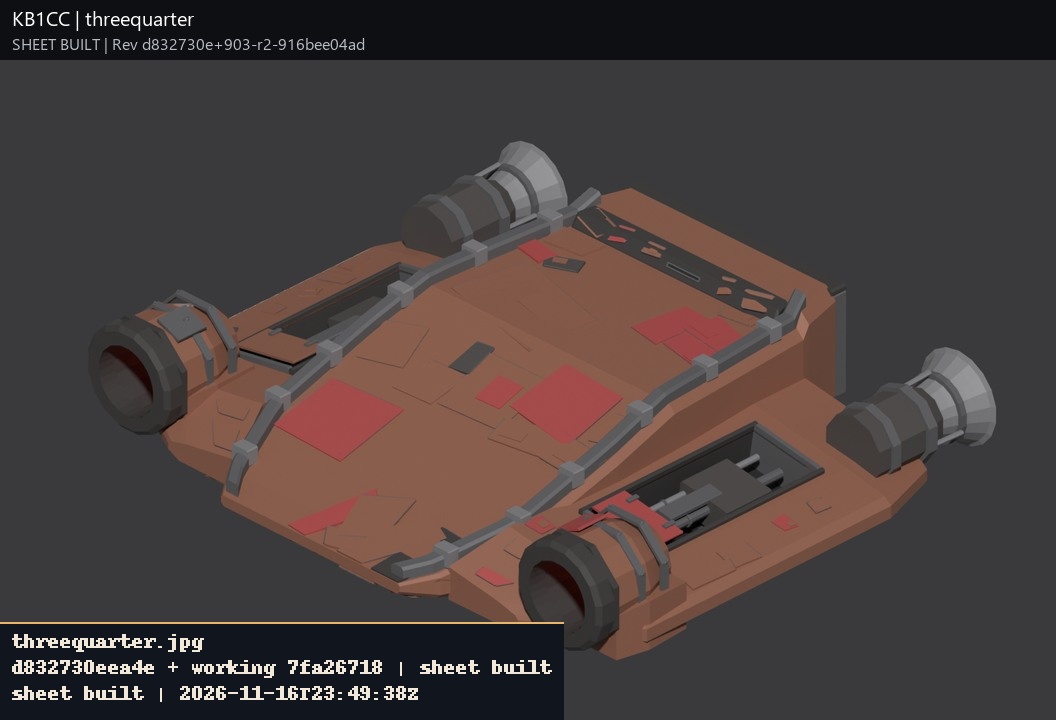 KB1CC | threequarter
SHEET BUILT | Rev d832730e+903-r2-916bee04ad
threequarter.jpg
d832730eea4e + working 7fa26718 | sheet built
sheet built | 2026-11-16T23:49:38Z